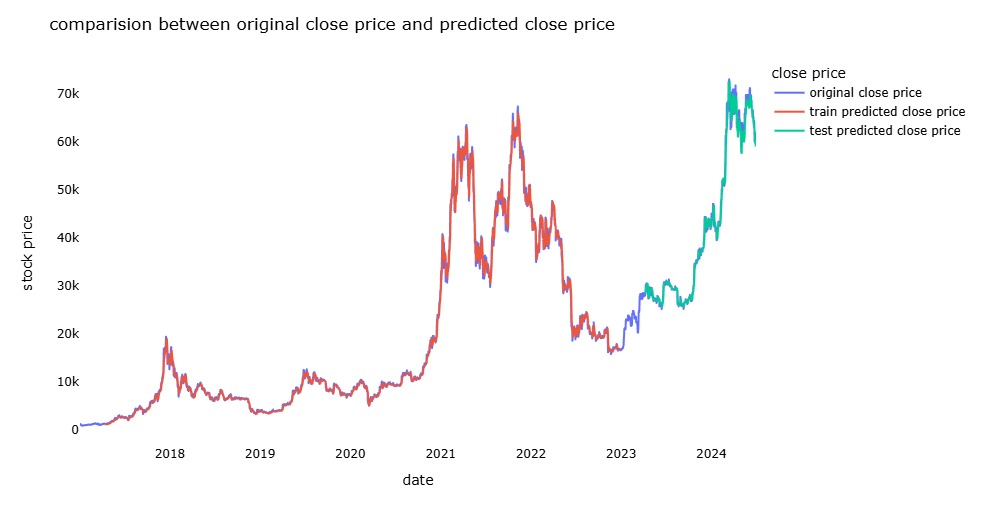 comparision between original close price and predicted close price
close price
original close price
train predicted close price
test predicted close price
70k
60k
50k
40k
30k
20k
10k
0
stock price
2018 2019 2020 2021 2022 2023 2024
date